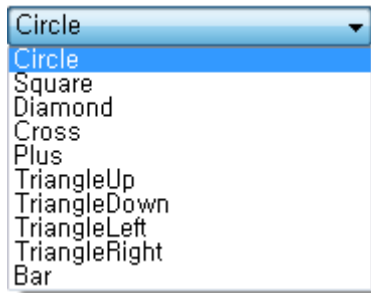 Circle
Circle
Square
Diamond
Cross
Plus
TriangleUp
TriangleDown
TriangleLeft
TriangleRight
Bar